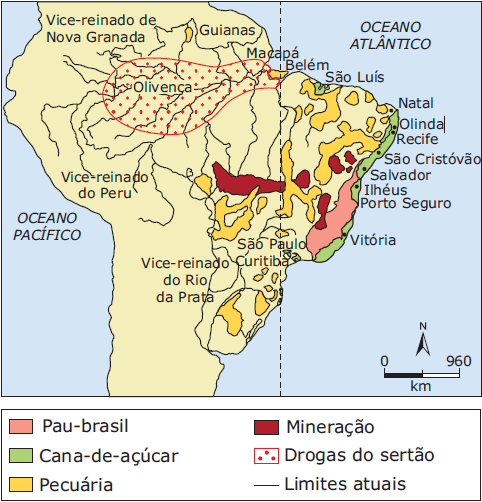 Vice-reinado de
Nova Granada
Guianas
OCEANO
ATLÂNTICO
Macapá
Belém
São Luís
Olivença
Natal
Olinda
Recife
São Cristóvão
Salvador
Ilhéus
Porto Seguro
Vice-reinado
do Peru
OCEANO
PACÍFICO
São Paulo
Curitiba
Vitória
Vice-reinado
do Rio
da Prata
N
0 960
km
Pau-brasil
Cana-de-açúcar
Pecuária
Mineração
Drogas do sertão
Limites atuais